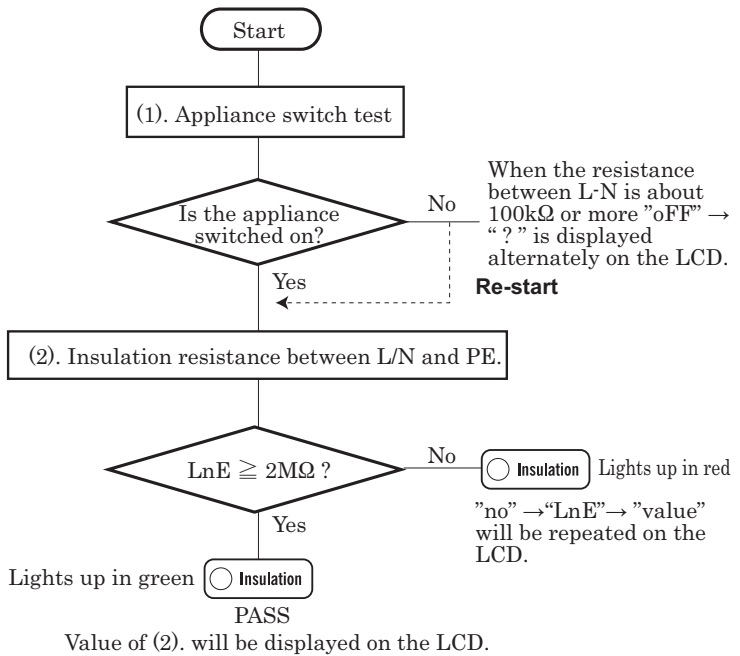 Start
(1). Appliance switch test
Is the appliance
switched on?
No
When the resistance
between L-N is about
100kΩ or more ”oFF” →
“ ? ” is displayed
alternately on the LCD.
Yes
Re-start
(2). Insulation resistance between L/N and PE.
LnE ≧ 2MΩ ?
No
Insulation
Lights up in red
”no” →“LnE”→ ”value”
will be repeated on the
LCD.
Yes
Lights up in green
Insulation
PASS
Value of (2). will be displayed on the LCD.